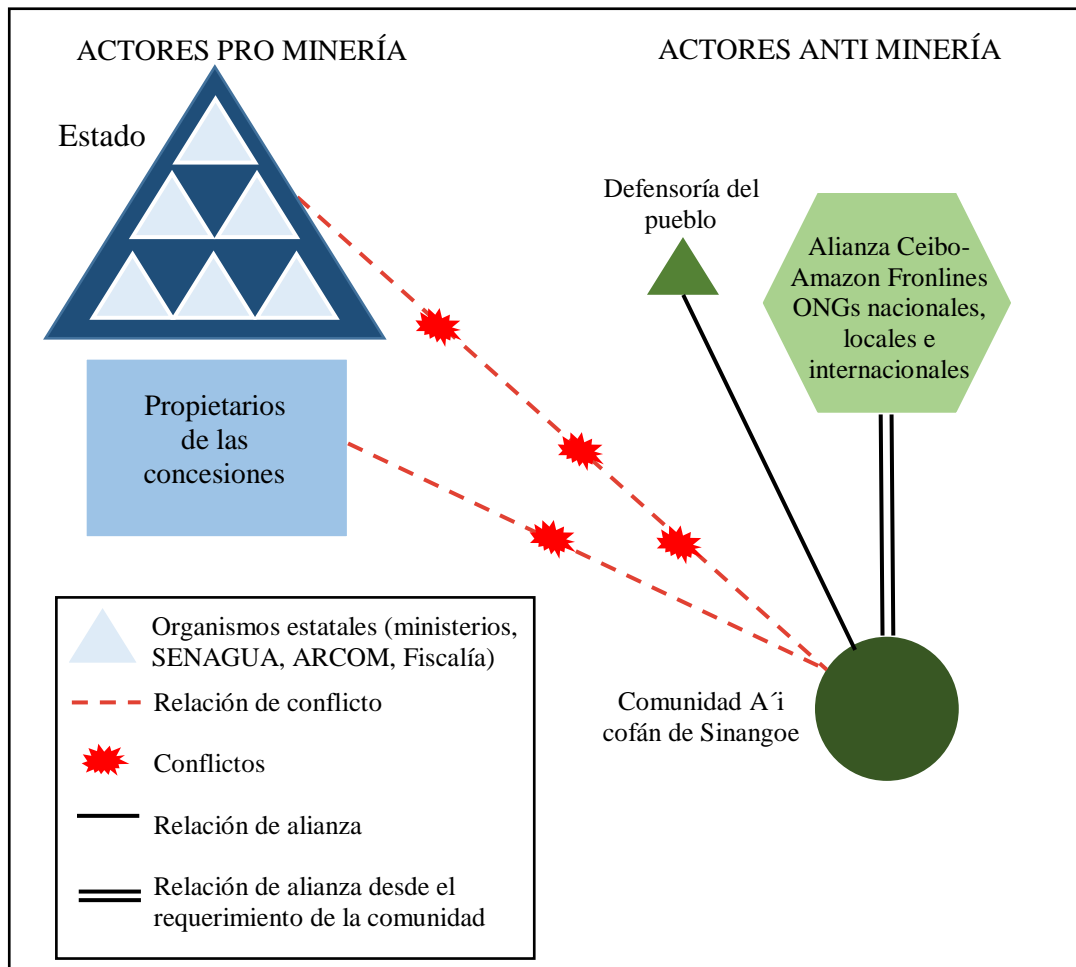 ACTORES PRO MINERÍA
ACTORES ANTI MINERÍA
Estado
Propietarios
de las
concesiones
Defensoría del
pueblo
Alianza Ceibo-
Amazon Fronlines
ONGs nacionales,
locales e
internacionales
Comunidad A´i
cofán de Sinangoe
Organismos estatales (ministerios,
SENAGUA, ARCOM, Fiscalía)
Relación de conflicto
Conflictos
Relación de alianza
Relación de alianza desde el
requerimiento de la comunidad